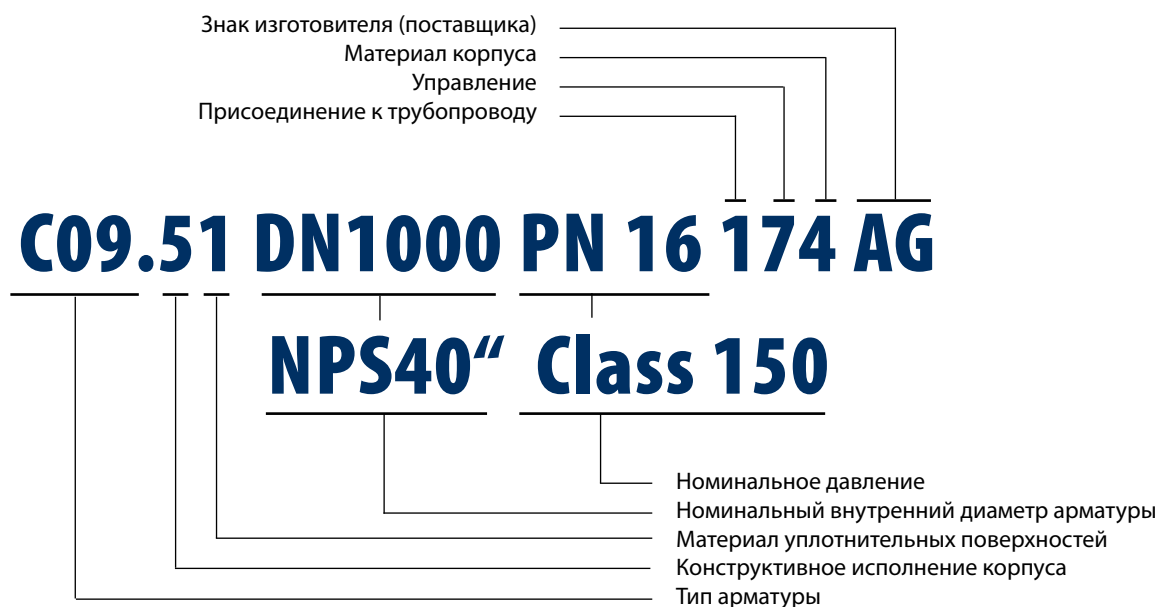 Знак изготовителя (поставщика)
Материал корпуса
Управление
Присоединение к трубопроводу
C09.51 DN1000 PN 16 174 AG
NPS40“ Class 150
Номинальное давление
Номинальный внутренний диаметр арматуры
Материал уплотнительных поверхностей
Конструктивное исполнение корпуса
Тип арматуры